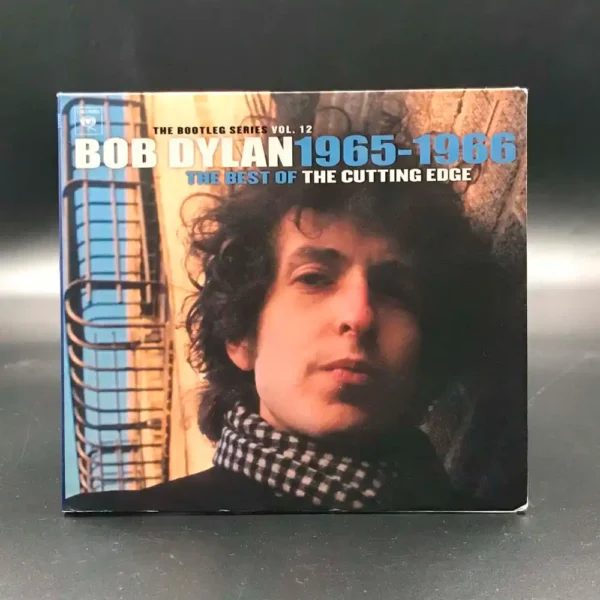 THE BOOTLEG SERIES VOL. 12
BOB DYLAN 1965-1966
THE BEST OF THE CUTTING EDGE